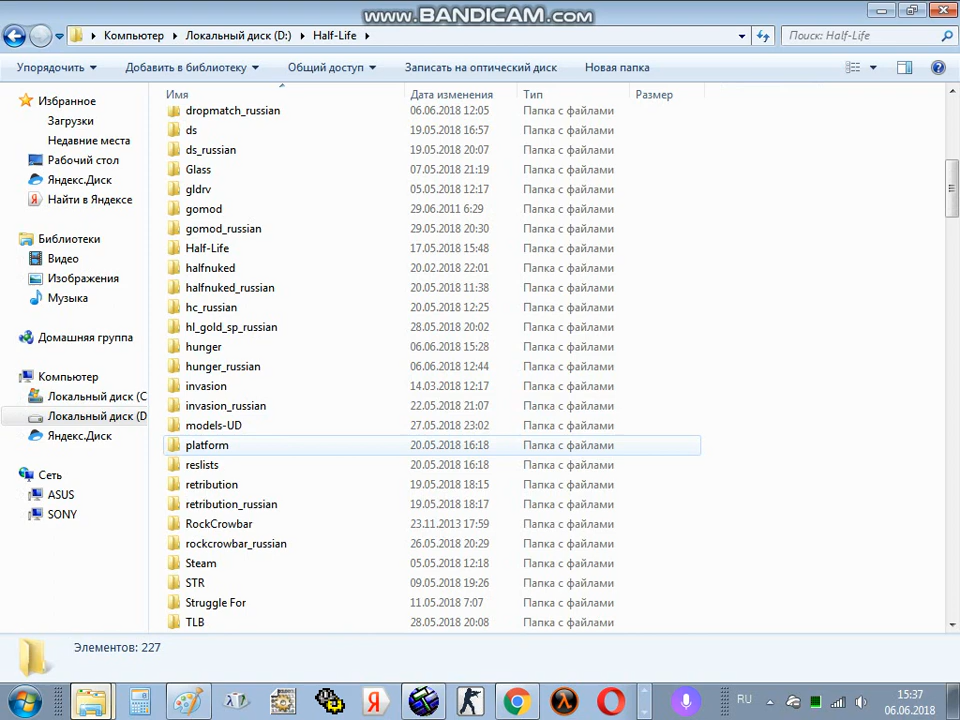 www.BANDICAM.com
Компьютер Локальный диск (D:) Half-Life Поиск: Half-Life
Упорядочить Добавить в библиотеку Общий доступ Записать на оптический диск Новая папка
Имя Дата изменения Тип Размер
dropmatch_russian 06.06.2018 12:05 Папка с файлами
ds 19.05.2018 16:57 Папка с файлами
ds_russian 19.05.2018 20:07 Папка с файлами
Glass 07.05.2018 21:19 Папка с файлами
gldrv 05.05.2018 12:17 Папка с файлами
gomod 29.06.2011 6:29 Папка с файлами
gomod_russian 29.05.2018 20:30 Папка с файлами
Half-Life 17.05.2018 15:48 Папка с файлами
halfnuked 20.02.2018 22:01 Папка с файлами
halfnuked_russian 20.05.2018 11:38 Папка с файлами
hc_russian 20.05.2018 12:25 Папка с файлами
hl_gold_sp_russian 28.05.2018 20:02 Папка с файлами
hunger 06.06.2018 15:28 Папка с файлами
hunger_russian 06.06.2018 12:44 Папка с файлами
invasion 14.03.2018 12:17 Папка с файлами
invasion_russian 22.05.2018 21:07 Папка с файлами
models-UD 27.05.2018 23:02 Папка с файлами
platform 20.05.2018 16:18 Папка с файлами
reslists 20.05.2018 16:18 Папка с файлами
retribution 19.05.2018 18:15 Папка с файлами
retribution_russian 19.05.2018 18:17 Папка с файлами
RockCrowbar 23.11.2013 17:59 Папка с файлами
rockcrowbar_russian 26.05.2018 20:29 Папка с файлами
Steam 05.05.2018 12:18 Папка с файлами
STR 09.05.2018 19:26 Папка с файлами
Struggle For 11.05.2018 7:07 Папка с файлами
TLB 28.05.2018 20:08 Папка с файлами
Избранное
Загрузки
Недавние места
Рабочий стол
Яндекс.Диск
Найти в Яндексе
Библиотеки
Видео
Изображения
Музыка
Домашняя группа
Компьютер
Локальный диск (C
Локальный диск (D
Яндекс.Диск
Сеть
ASUS
SONY
Элементов: 227
RU
15:37
06.06.2018